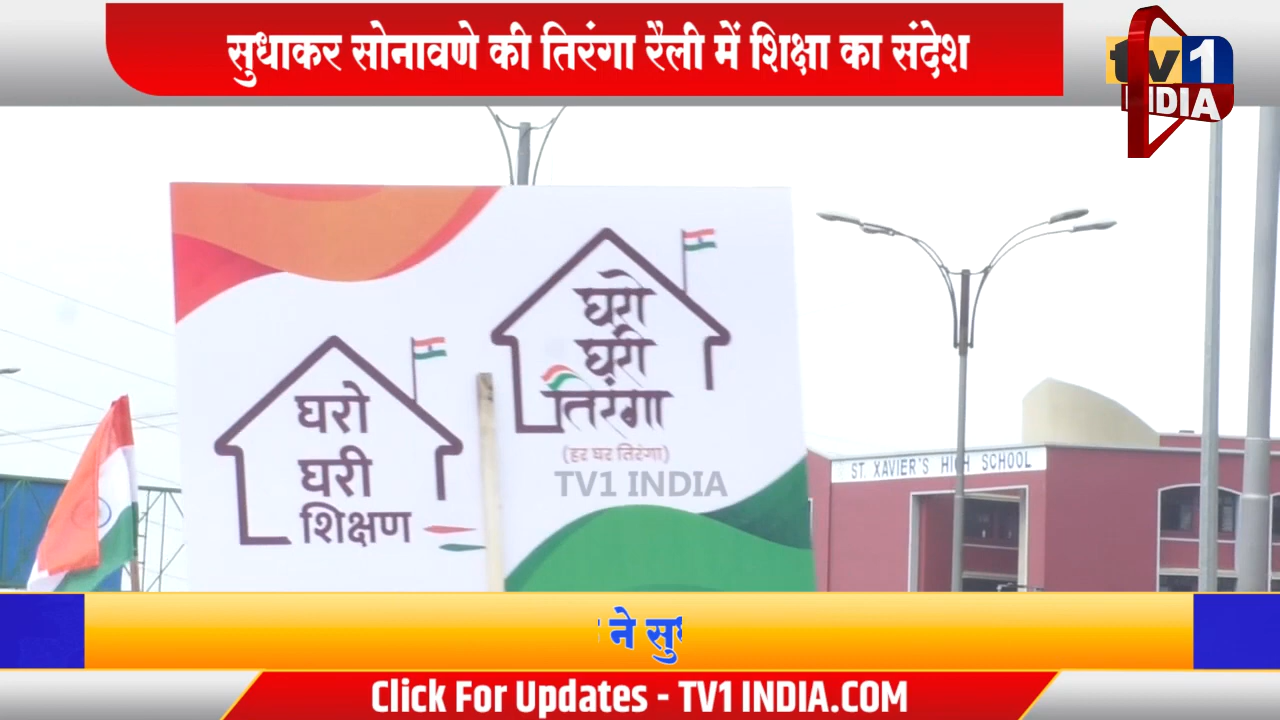 सुधाकर सोनावणे की तिरंगा रैली में शिक्षा का संदेश
tv1
INDIA
घरो
घरी
तिरंगा
(हर घर तिरंगा)
TV1 INDIA
घरो
घरी
शिक्षण
ST. XAVIER'S HIGH SCHOOL
ने
Click For Updates - TV1 INDIA.COM